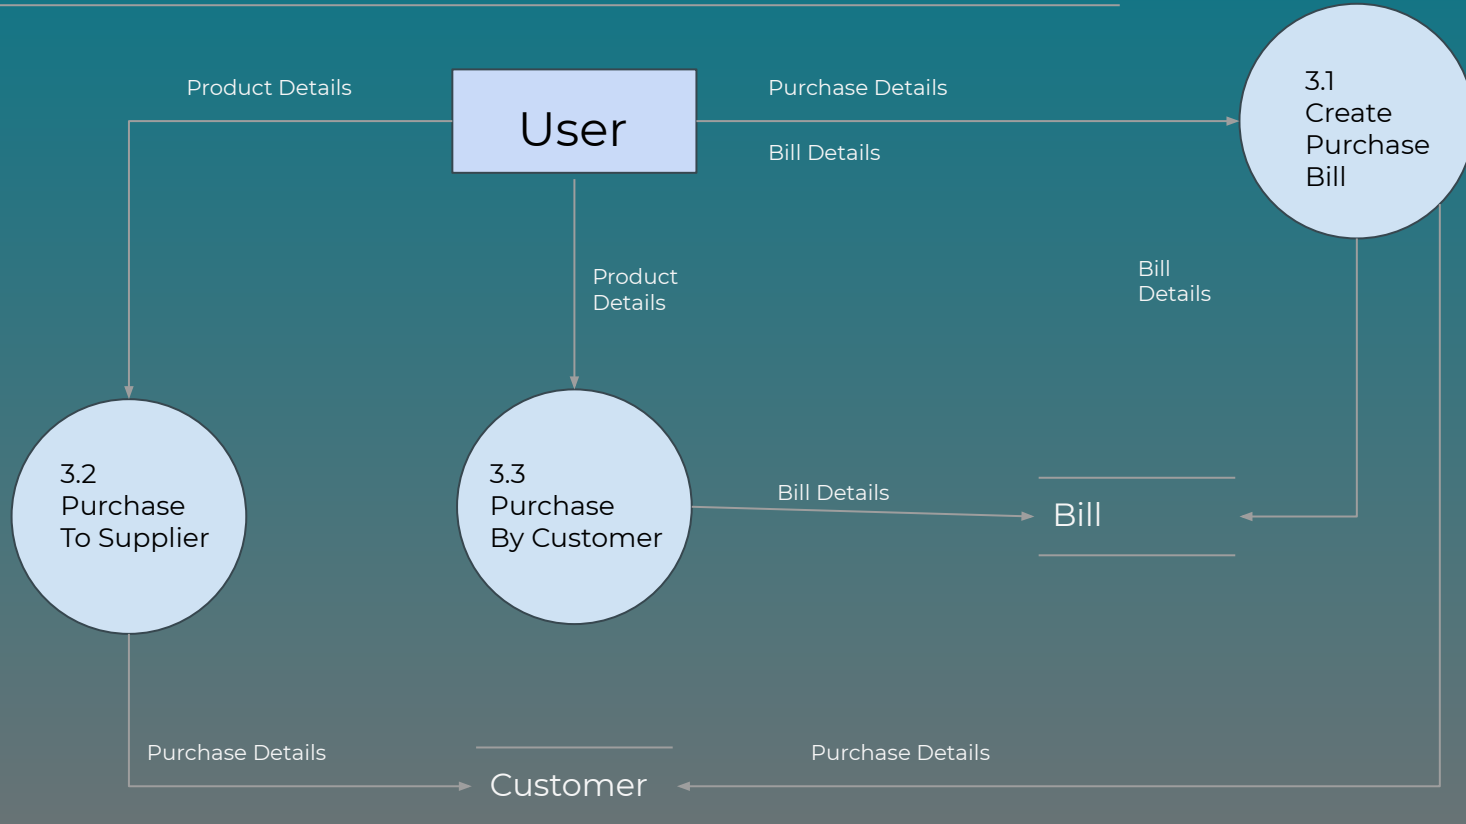 Product Details
User
Purchase Details
Bill Details
3.1
Create
Purchase
Bill
Product
Details
Bill
Details
3.2
Purchase
To Supplier
3.3
Purchase
By Customer
Bill Details
Bill
Purchase Details
Customer
Purchase Details